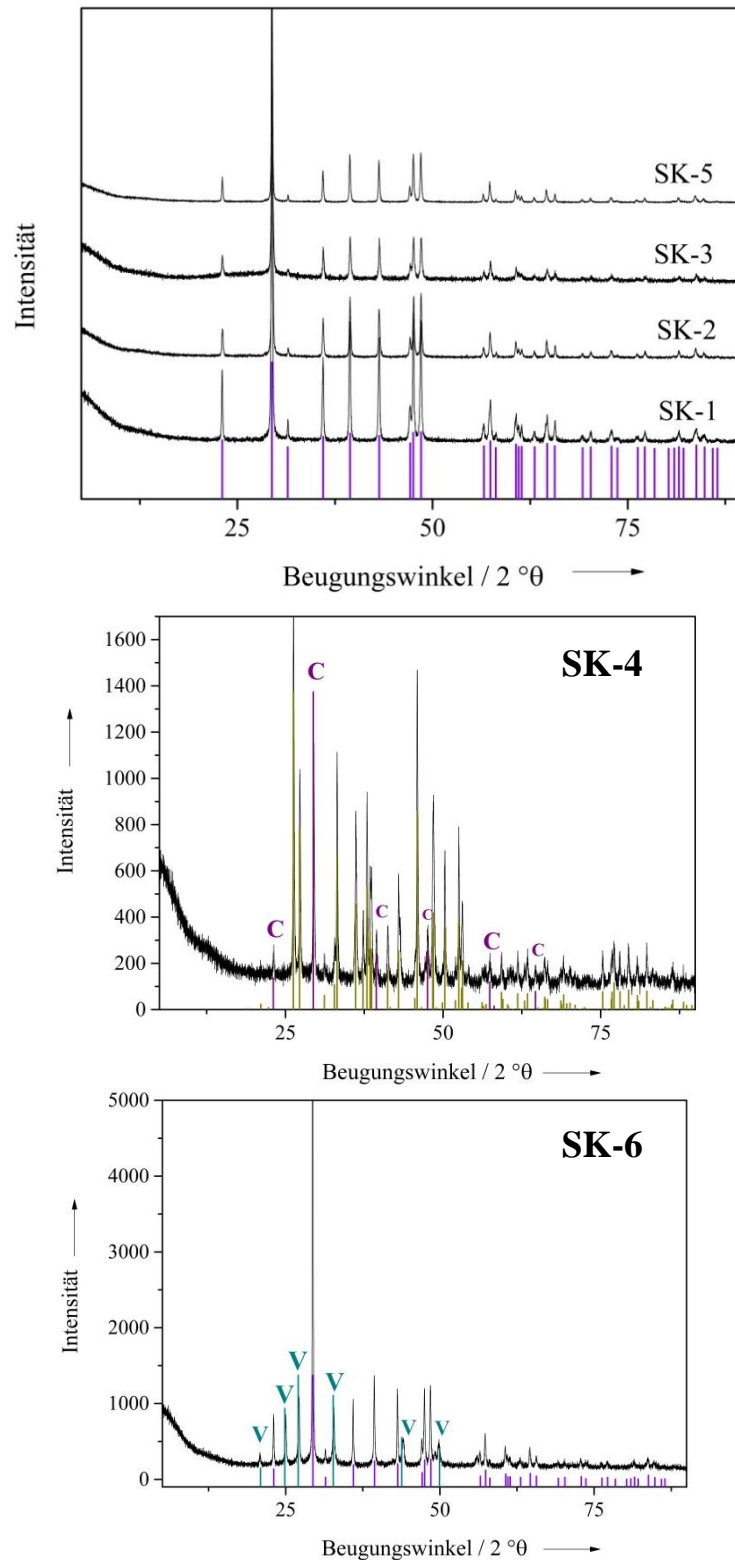 SK-5
SK-3
SK-2
SK-1
Intensität
25
50
75
Beugungswinkel / 2 °θ
1600
1400
1200
1000
800
600
400
200
0
Intensität
SK-4
C
C
C
C
C
C
25
50
75
Beugungswinkel / 2 °θ
5000
4000
3000
2000
1000
0
Intensität
SK-6
V
V
V
V
V
V
25
50
75
Beugungswinkel / 2 °θ